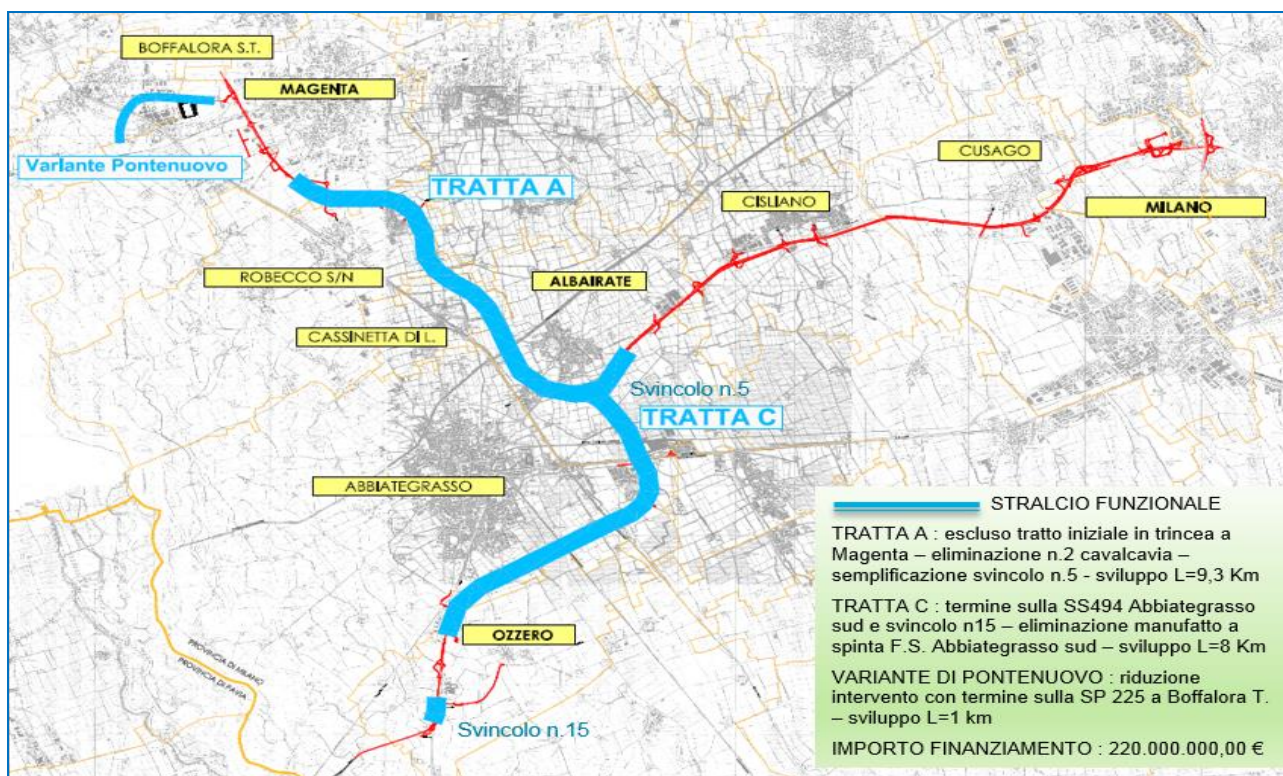 BOFFALORA S.T.
MAGENTA
Variante Pontenuovo
TRATTA A
CUSAGO
CISLIANO
MILANO
ROBECCO S/N
ALBAIRATE
CASSINETTA DI L.
Svincolo n.5
TRATTA C
ABBIATEGRASSO
OZZERO
PROVINCIA DI MILANO
PROVINCIA DI PAVIA
Svincolo n.15
STRALCIO FUNZIONALE
TRATTA A : escluso tratto iniziale in trincea a
Magenta – eliminazione n.2 cavalcavia –
semplificazione svincolo n.5 - sviluppo L=9,3 Km
TRATTA C : termine sulla SS494 Abbiategrasso
sud e svincolo n15 – eliminazione manufatto a
spinta F.S. Abbiategrasso sud – sviluppo L=8 Km
VARIANTE DI PONTENUOVO : riduzione
intervento con termine sulla SP 225 a Boffalora T.
– sviluppo L=1 km
IMPORTO FINANZIAMENTO : 220.000.000,00 €